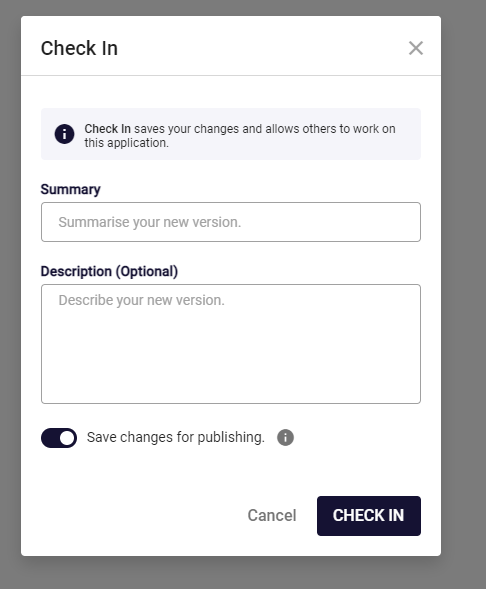 Check In
Check In saves your changes and allows others to work on
this application.
Summary
Summarise your new version.
Description (Optional)
Describe your new version.
Save changes for publishing.
Cancel
CHECK IN